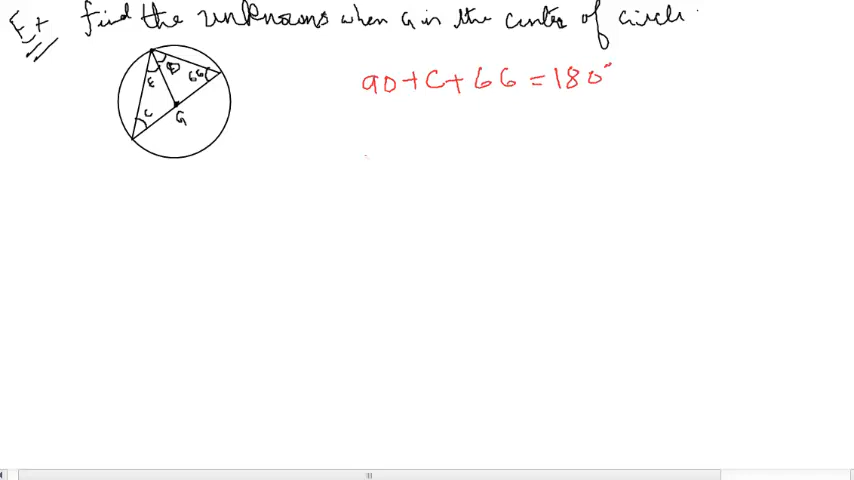 Ex find the unknowns when G is the center of circle.
90+C+66=180°
E
D
66
C
G